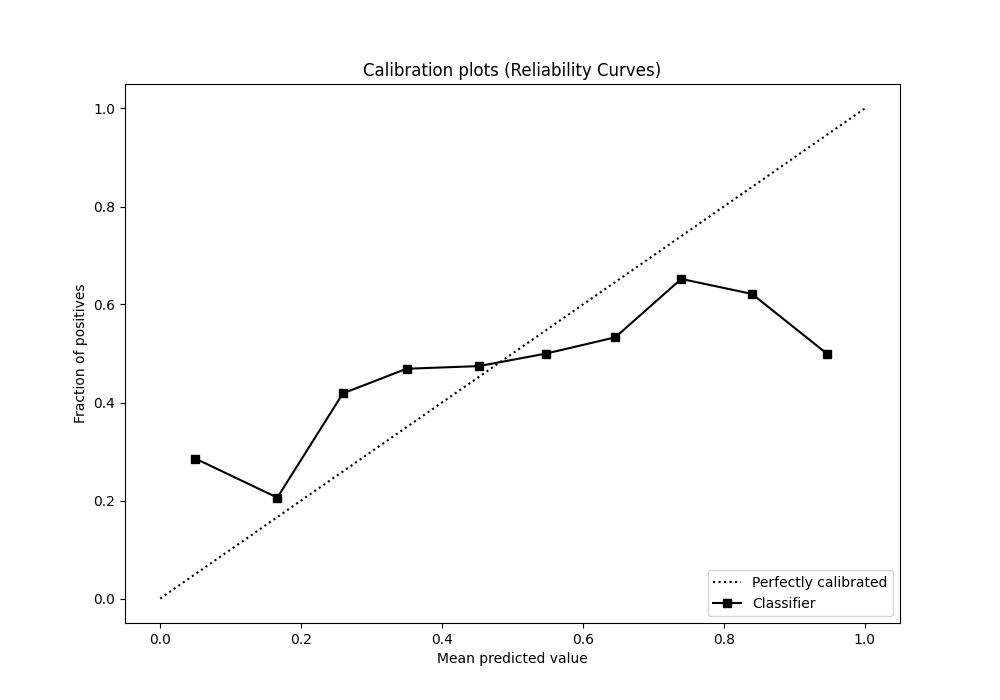 Calibration plots (Reliability Curves)
Fraction of positives
1.0
0.8
0.6
0.4
0.2
0.0
0.0 0.2 0.4 0.6 0.8 1.0
Mean predicted value
Perfectly calibrated
Classifier